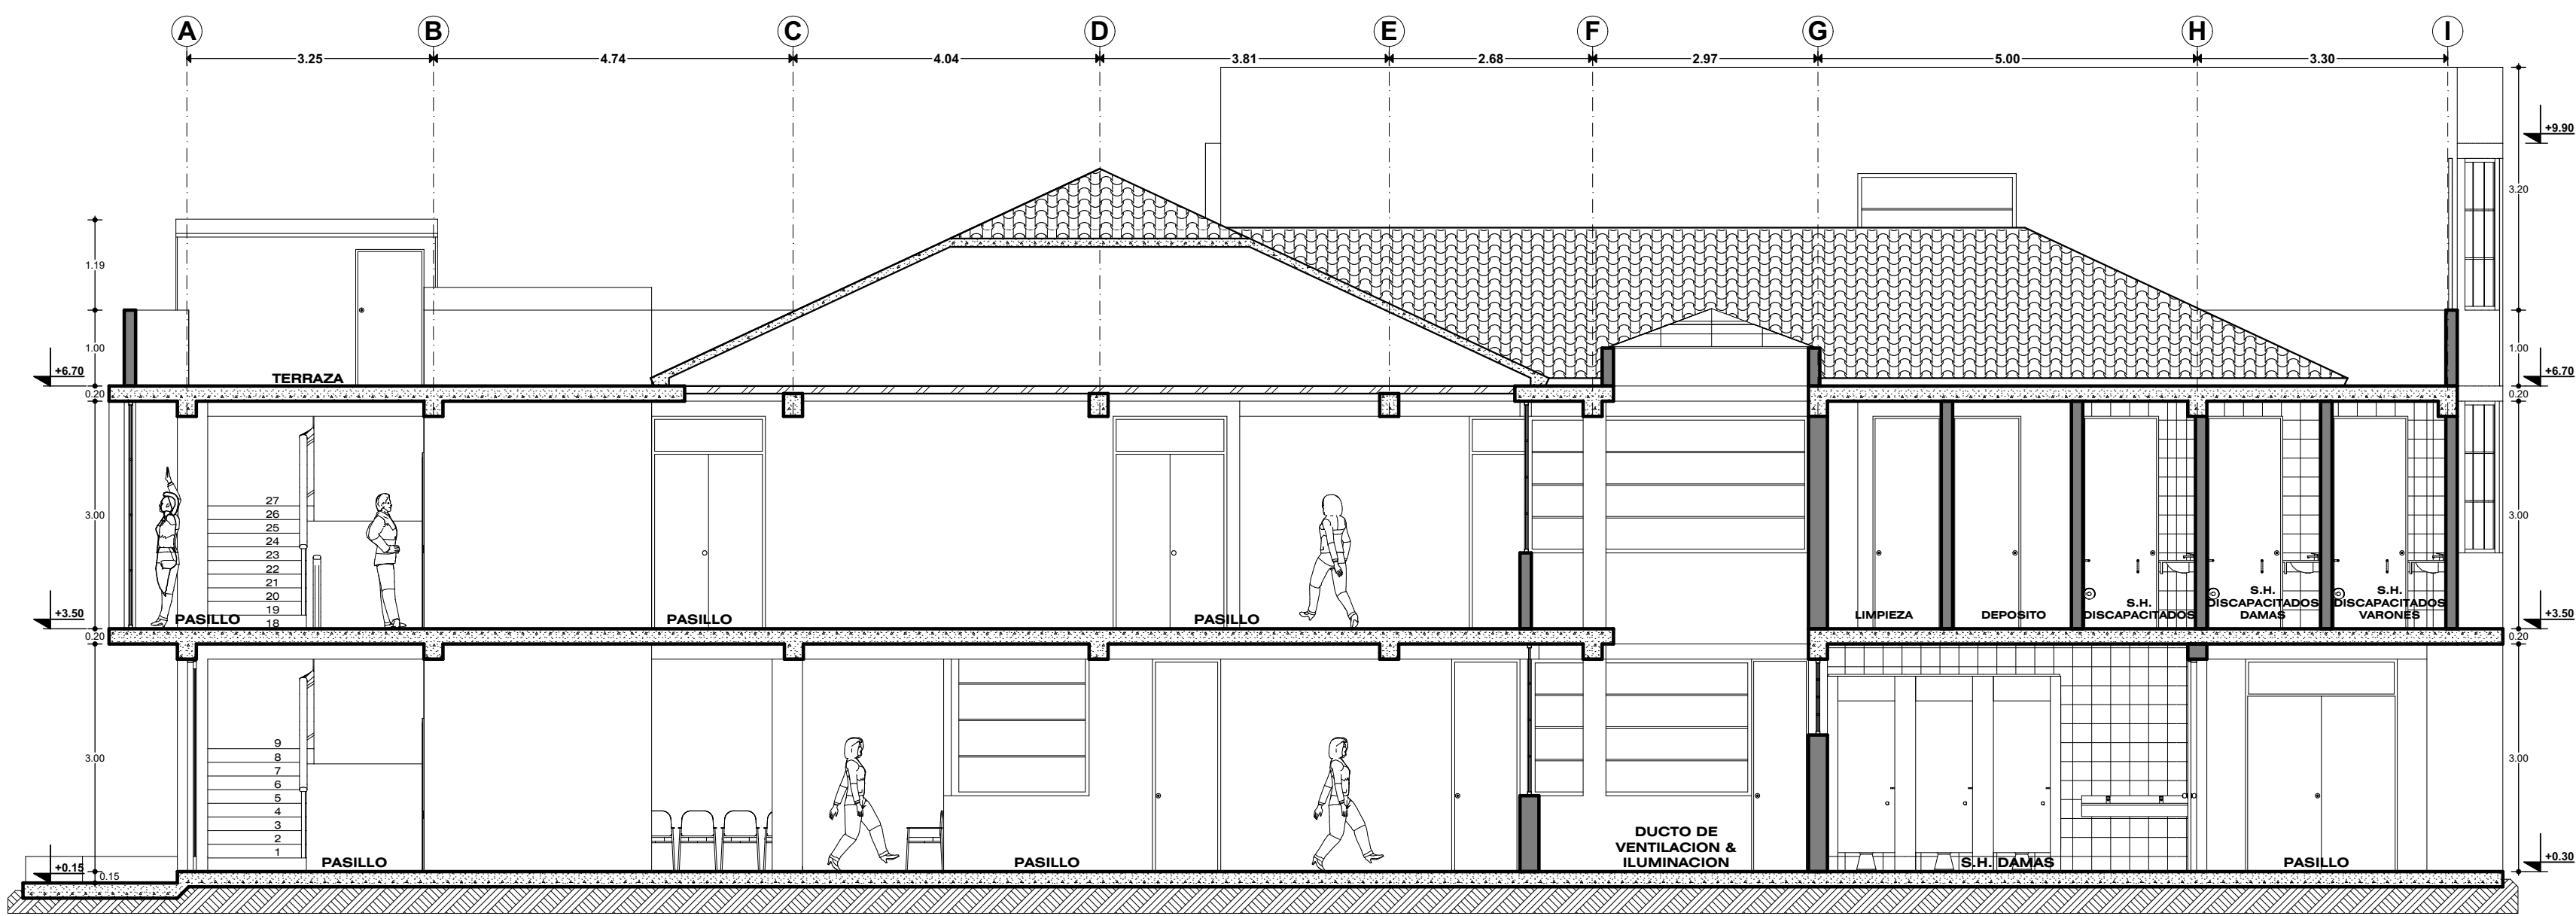 A B C D E F G H I
3.25 4.74 4.04 3.81 2.68 2.97 5.00 3.30
+9.90
3.20
1.19
1.00 1.00
+6.70 TERRAZA +6.70
0.20 0.20
27
26
3.00 25 3.00
24
23
22
21
20
19
18
+3.50 PASILLO PASILLO PASILLO +3.50
LIMPIEZA
DEPOSITO
S.H.
DISCAPACITADOS
S.H.
DISCAPACITADOS
DAMAS
S.H.
DISCAPACITADOS
VARONES
0.20 0.20
9
3.00 8 3.00
7
6
5
4
3
2
1
DUCTO DE
VENTILACION &
ILUMINACION
+0.15 PASILLO PASILLO S.H. DAMAS PASILLO +0.30
0.15